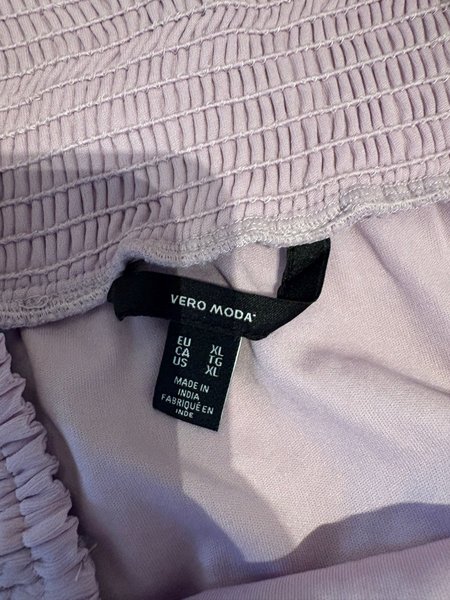 VERO MODA
EU XL
CA TG
US XL
MADE IN
INDIA
FABRIQUÉ EN
INDE